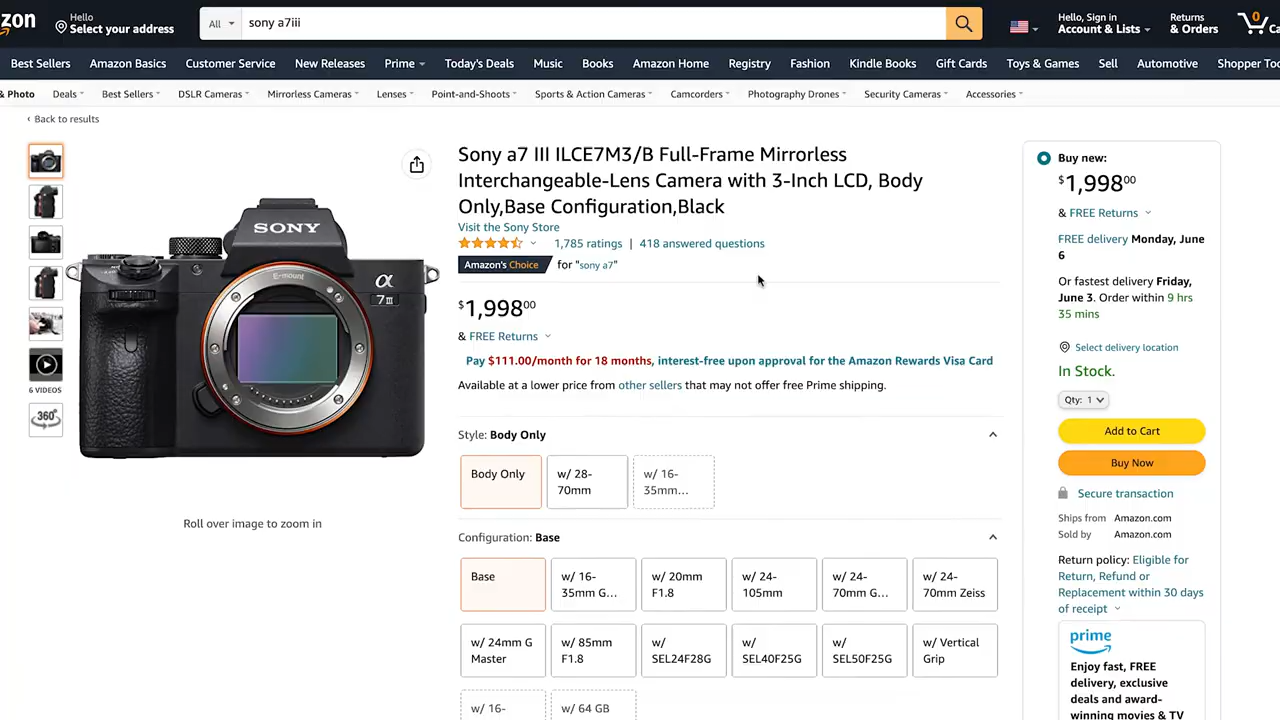 zon
Hello
Select your address
All
sony a7iii
Hello, Sign in
Account & Lists
Returns
& Orders
0
Ca
Best Sellers
Amazon Basics
Customer Service
New Releases
Prime
Today's Deals
Music
Books
Amazon Home
Registry
Fashion
Kindle Books
Gift Cards
Toys & Games
Sell
Automotive
Shopper Too
& Photo
Deals
Best Sellers
DSLR Cameras
Mirrorless Cameras
Lenses
Point-and-Shoots
Sports & Action Cameras
Camcorders
Photography Drones
Security Cameras
Accessories
‹ Back to results
6 VIDEOS
360°
SONY
E-mount
α
7III
Roll over image to zoom in
Sony a7 III ILCE7M3/B Full-Frame Mirrorless
Interchangeable-Lens Camera with 3-Inch LCD, Body
Only,Base Configuration,Black
Visit the Sony Store
1,785 ratings | 418 answered questions
Amazon's Choice for "sony a7"
$1,998⁰⁰
& FREE Returns
Pay $111.00/month for 18 months, interest-free upon approval for the Amazon Rewards Visa Card
Available at a lower price from other sellers that may not offer free Prime shipping.
Style: Body Only
Body Only
w/ 28-
70mm
w/ 16-
35mm...
Configuration: Base
Base
w/ 16-
35mm G...
w/ 20mm
F1.8
w/ 24-
105mm
w/ 24-
70mm G...
w/ 24-
70mm Zeiss
w/ 24mm G
Master
w/ 85mm
F1.8
w/
SEL24F28G
w/
SEL40F25G
w/
SEL50F25G
w/ Vertical
Grip
w/ 16-
w/ 64 GB
Buy new:
$1,998⁰⁰
& FREE Returns
FREE delivery Monday, June
6
Or fastest delivery Friday,
June 3. Order within 9 hrs
35 mins
Select delivery location
In Stock.
Qty: 1
Add to Cart
Buy Now
Secure transaction
Ships from Amazon.com
Sold by Amazon.com
Return policy: Eligible for
Return, Refund or
Replacement within 30 days
of receipt
prime
Enjoy fast, FREE
delivery, exclusive
deals and award-
winning movies & TV